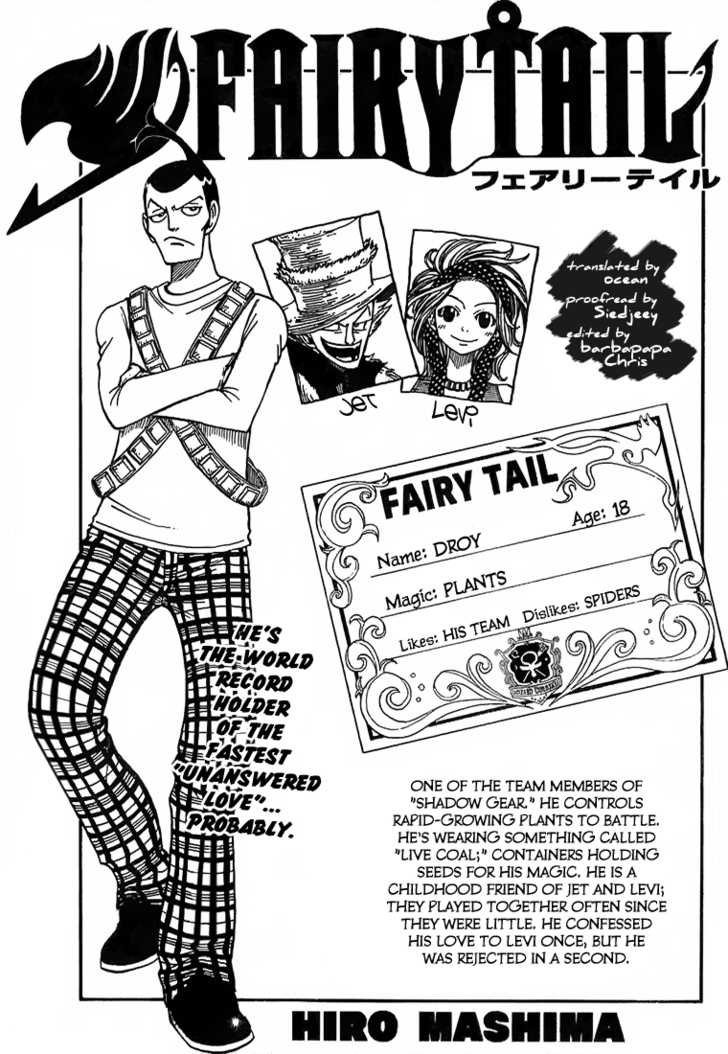 FAIRY TAIL
フェアリーテイル
translated by
ocean
proofread by
Siedjeey
edited by
barbapapa
Chris
JET
Levi
FAIRY TAIL
Age: 18
Name: DROY
Magic: PLANTS
Likes: HIS TEAM Dislikes: SPIDERS
HE'S
THE WORLD
RECORD
HOLDER
OF THE
FASTEST
"UNANSWERED
LOVE"...
PROBABLY.
ONE OF THE TEAM MEMBERS OF
"SHADOW GEAR." HE CONTROLS
RAPID-GROWING PLANTS TO BATTLE.
HE'S WEARING SOMETHING CALLED
"LIVE COAL;" CONTAINERS HOLDING
SEEDS FOR HIS MAGIC. HE IS A
CHILDHOOD FRIEND OF JET AND LEVI;
THEY PLAYED TOGETHER OFTEN SINCE
THEY WERE LITTLE. HE CONFESSED
HIS LOVE TO LEVI ONCE, BUT HE
WAS REJECTED IN A SECOND.
HIRO MASHIMA